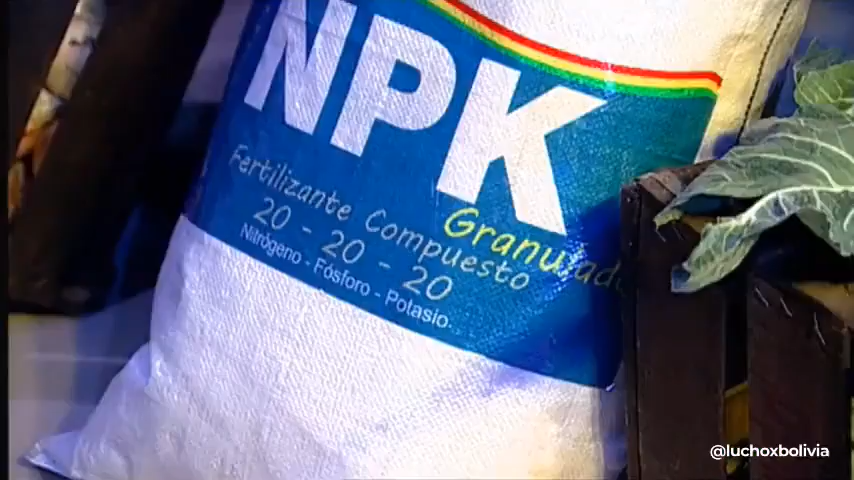 NPK
Granulado
Fertilizante Compuesto
20 - 20 - 20
Nitrógeno - Fósforo - Potasio.
@luchoxbolivia